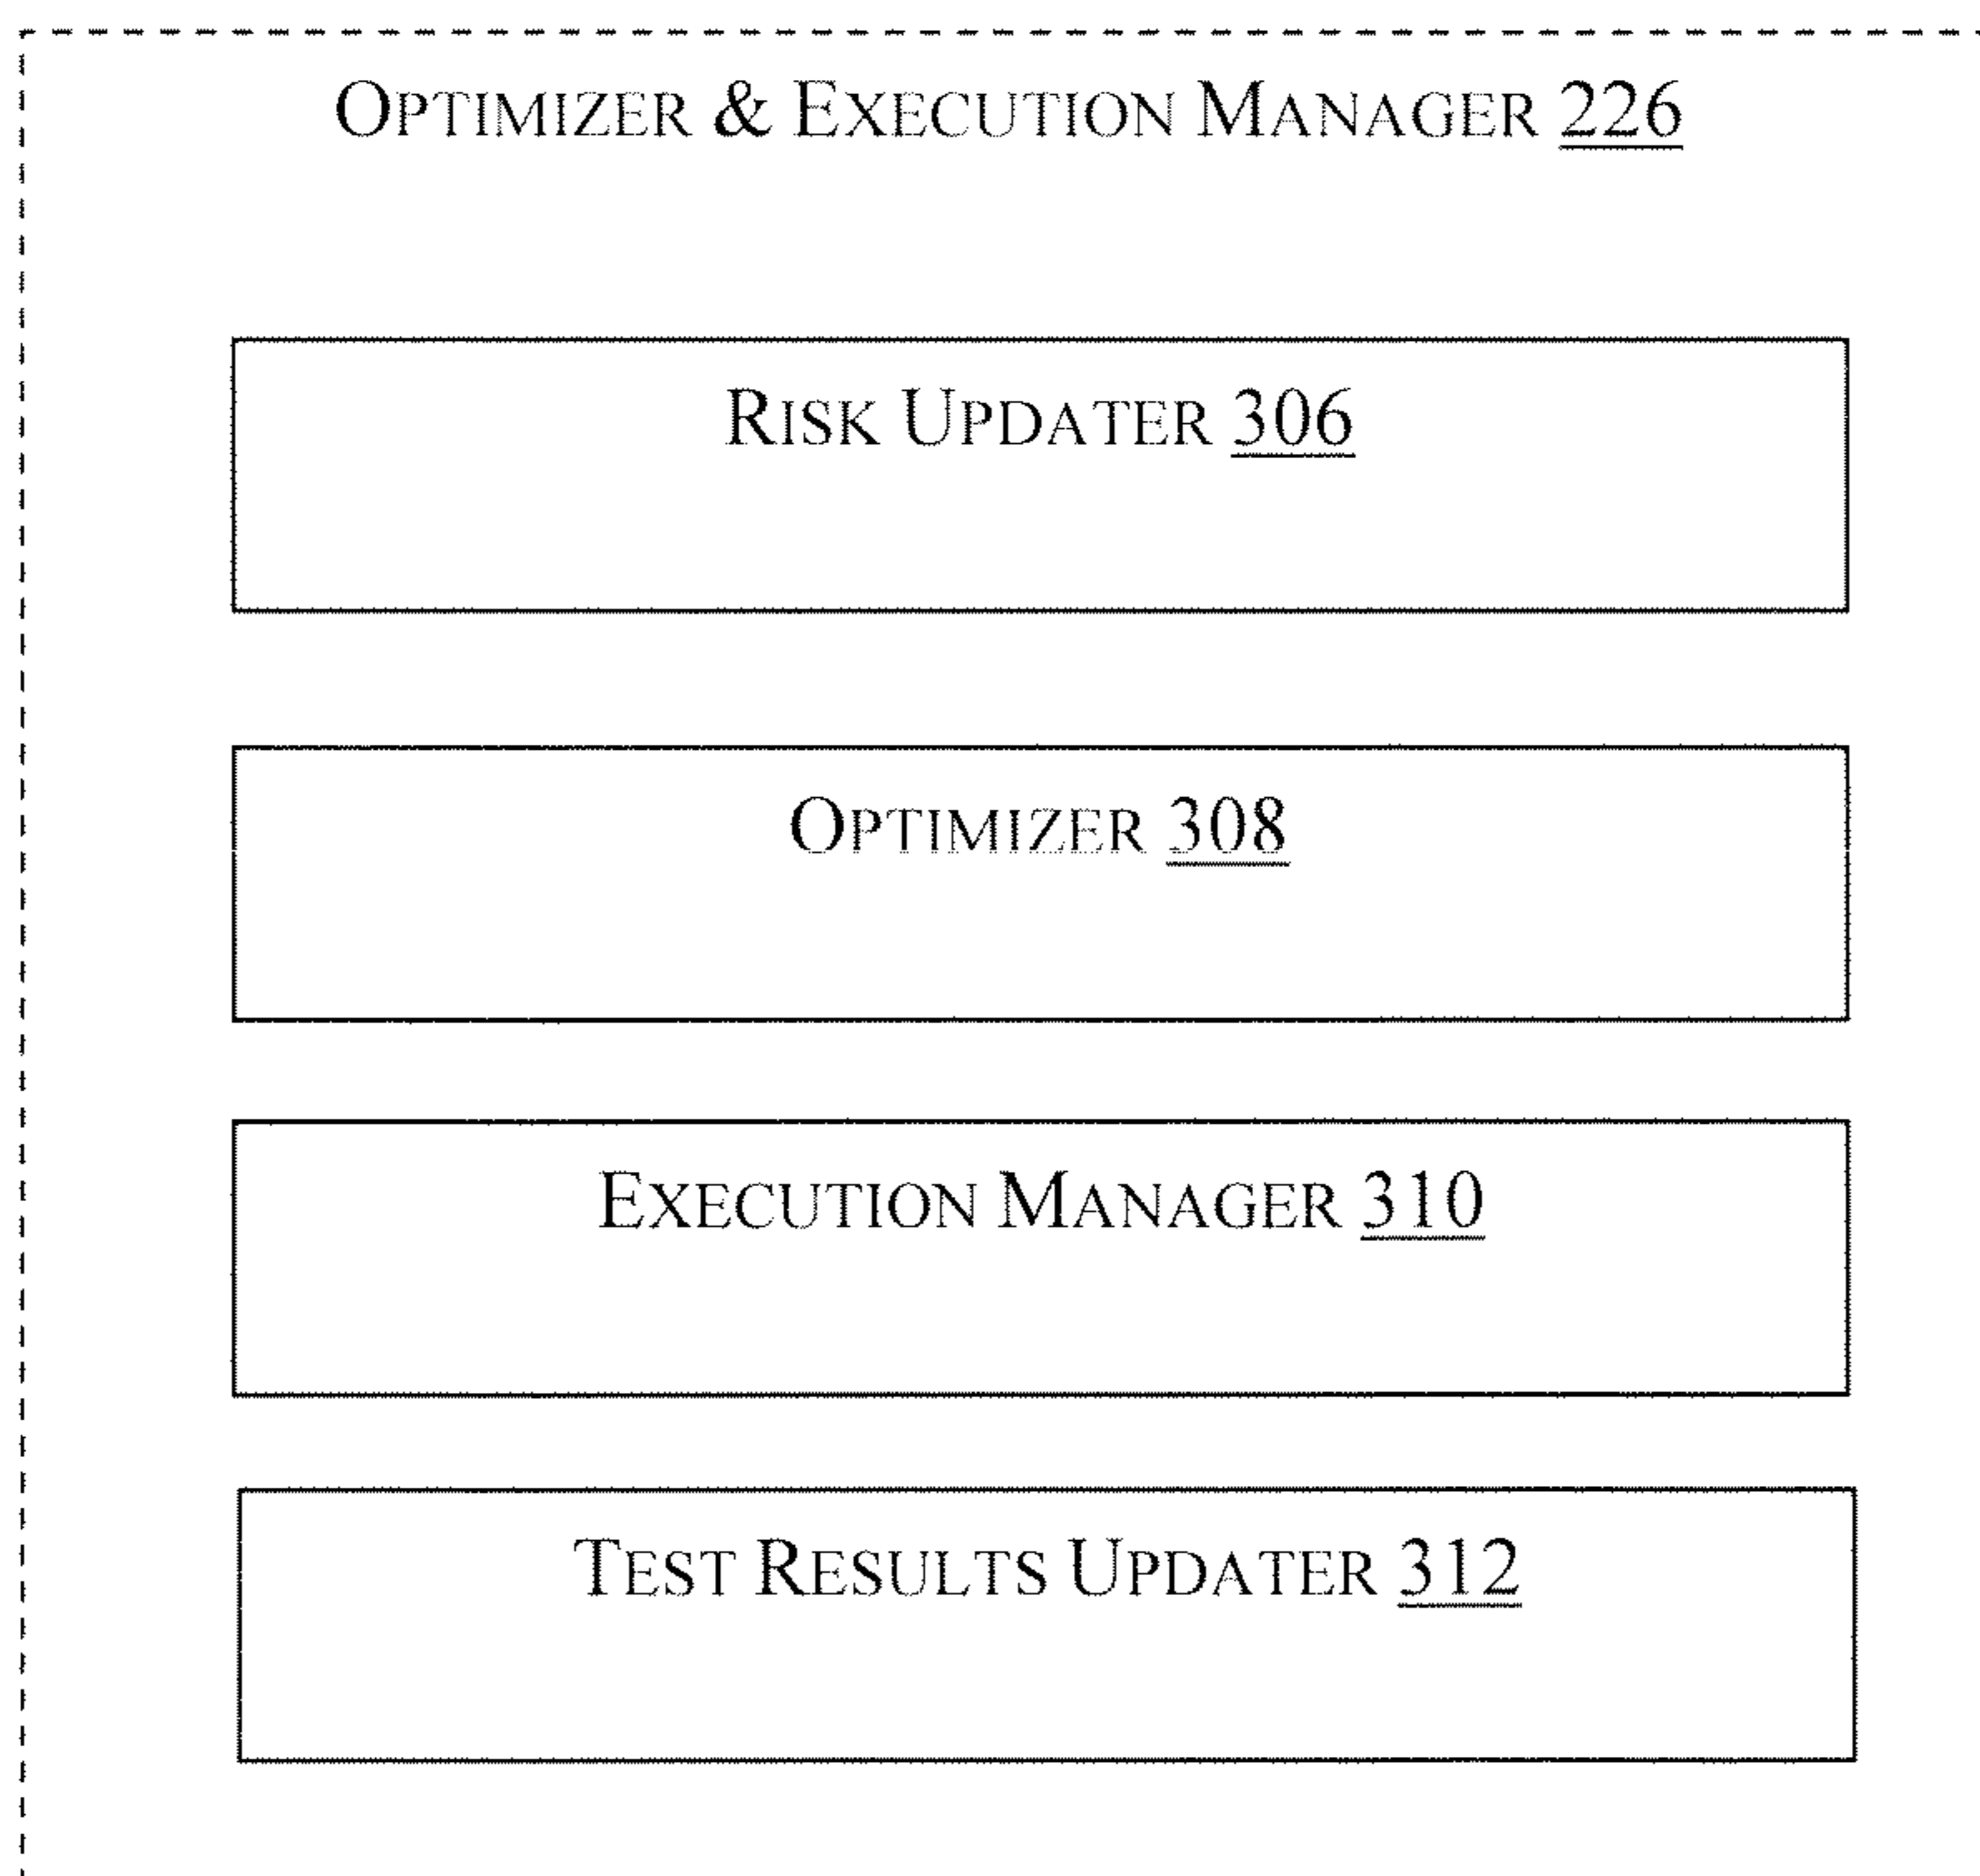 OPTIMIZER & EXECUTION MANAGER 226
RISK UPDATER 306
OPTIMIZER 308
EXECUTION MANAGER 310
TEST RESULTS UPDATER 312